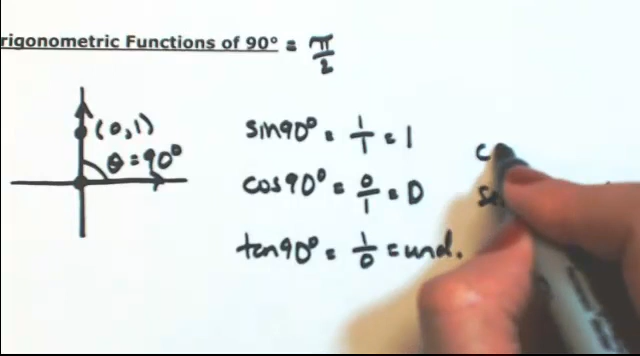 rigonometric Functions of 90° = π/2
(0,1)
θ = 90°
sin90° = 1/1 = 1
cos90° = 0/1 = 0
tan90° = 1/0 = und.